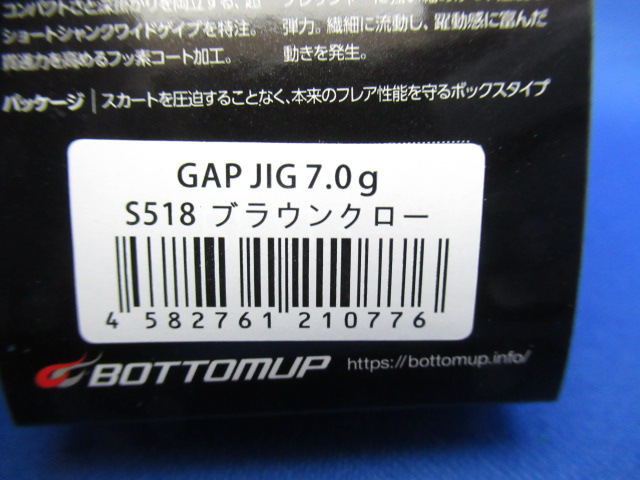 ショートシャンクワイドゲイプを特注。
貫通力を高めるフッ素コート加工。
弾力。繊細に流動し、躍動感に富んだ
動きを発生。
パッケージ｜スカートを圧迫することなく、本来のフレア性能を守るボックスタイプ
GAP JIG 7.0g
S518 ブラウンクロー
4 582761 210776
BOTTOMUP https://bottomup.info/